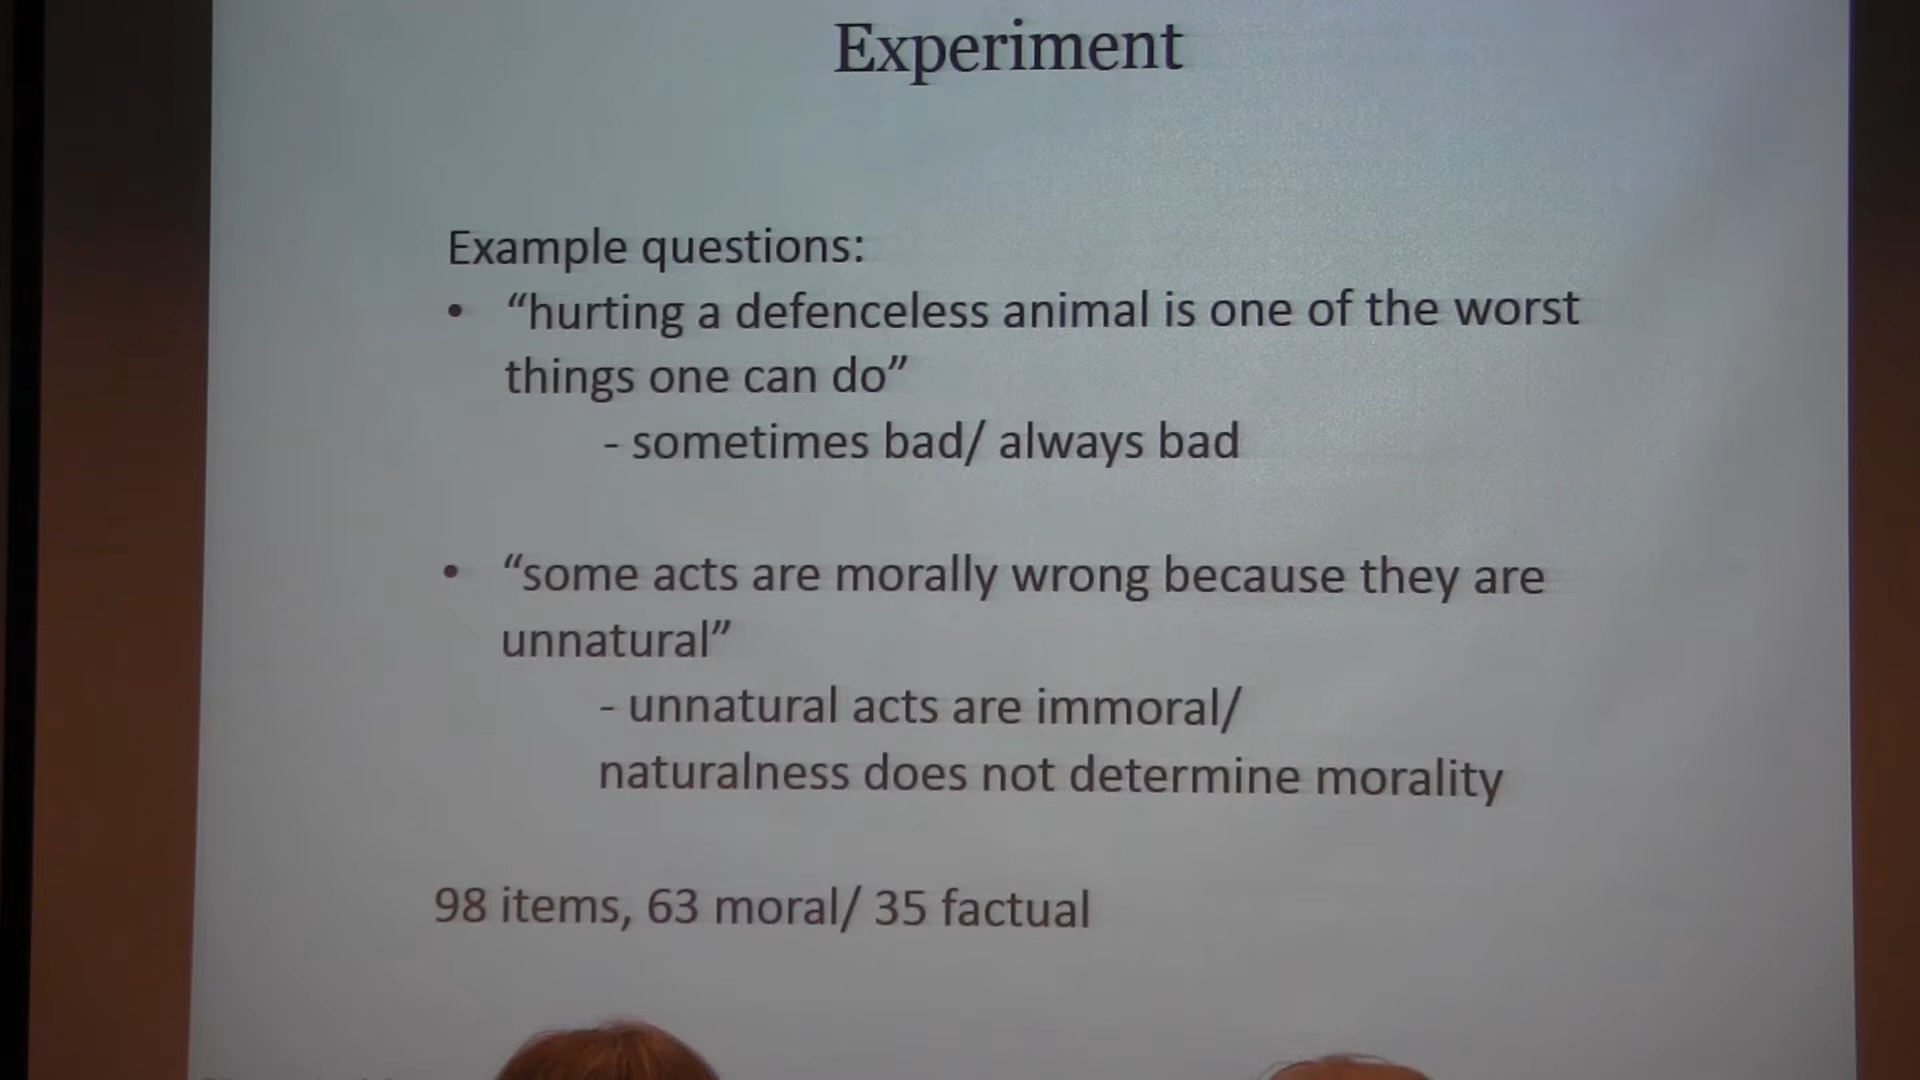 Experiment
Example questions:
• “hurting a defenceless animal is one of the worst
things one can do”
- sometimes bad/ always bad
• “some acts are morally wrong because they are
unnatural”
- unnatural acts are immoral/
naturalness does not determine morality
98 items, 63 moral/ 35 factual